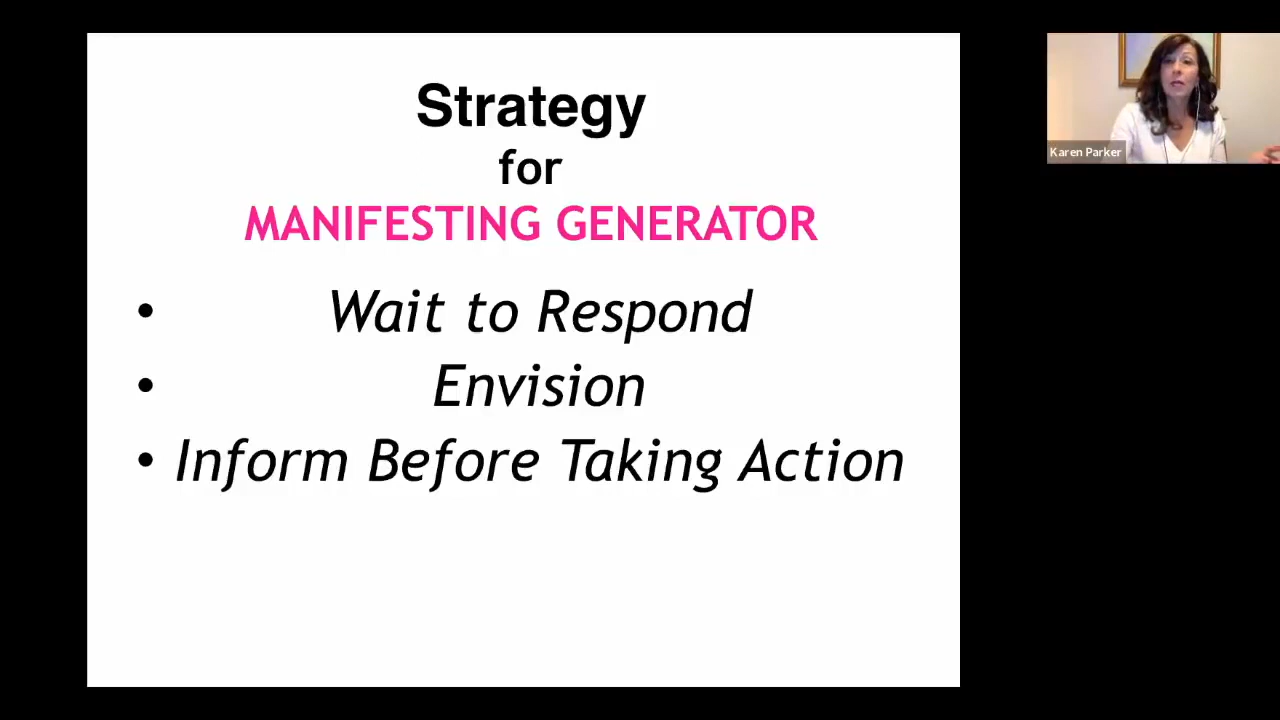 Strategy
for
MANIFESTING GENERATOR
• Wait to Respond
• Envision
• Inform Before Taking Action
Karen Parker